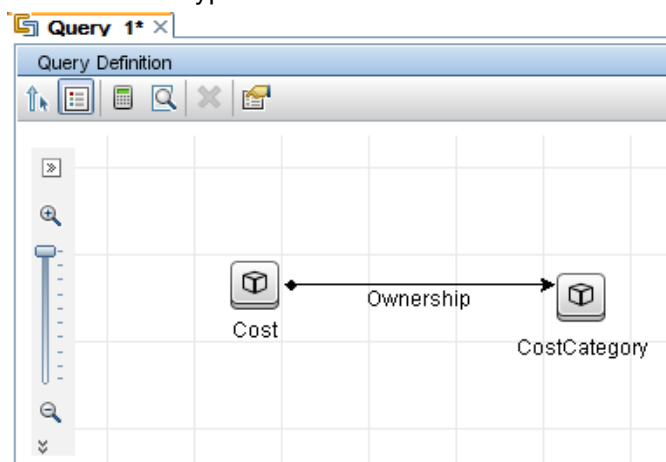 Query 1*
Query Definition
Ownership
Cost
CostCategory